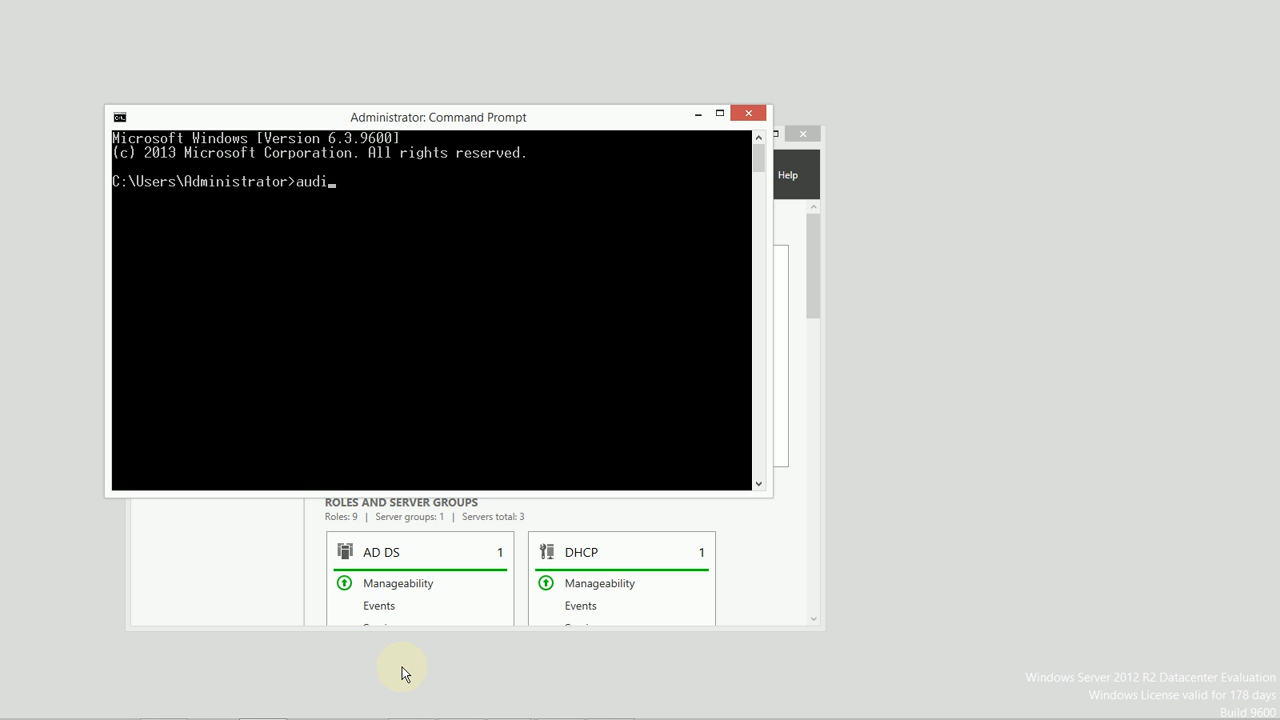 Administrator: Command Prompt
Microsoft Windows [Version 6.3.9600]
(c) 2013 Microsoft Corporation. All rights reserved.
C:\Users\Administrator>audi
Help
ROLES AND SERVER GROUPS
Roles: 9 | Server groups: 1 | Servers total: 3
AD DS 1
Manageability
Events
DHCP 1
Manageability
Events
Windows Server 2012 R2 Datacenter Evaluation
Windows License valid for 178 days
Build 9600